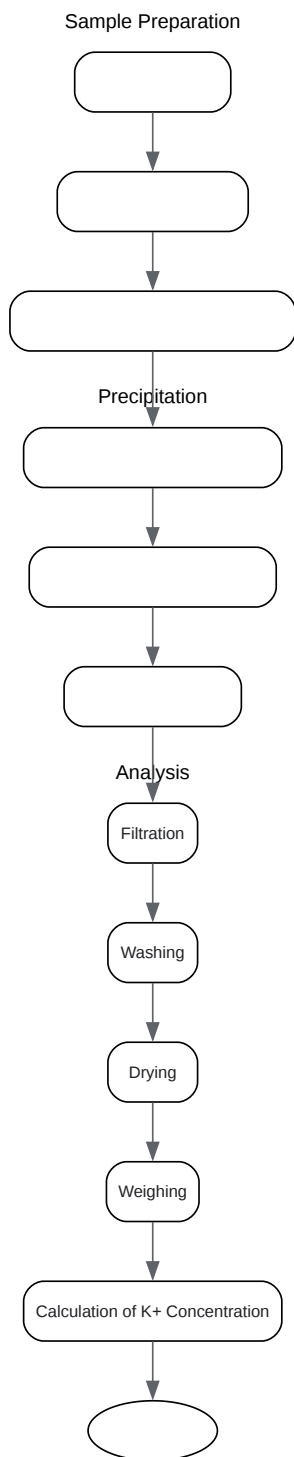 Sample Preparation
Precipitation
Analysis
Filtration
Washing
Drying
Weighing
Calculation of K+ Concentration